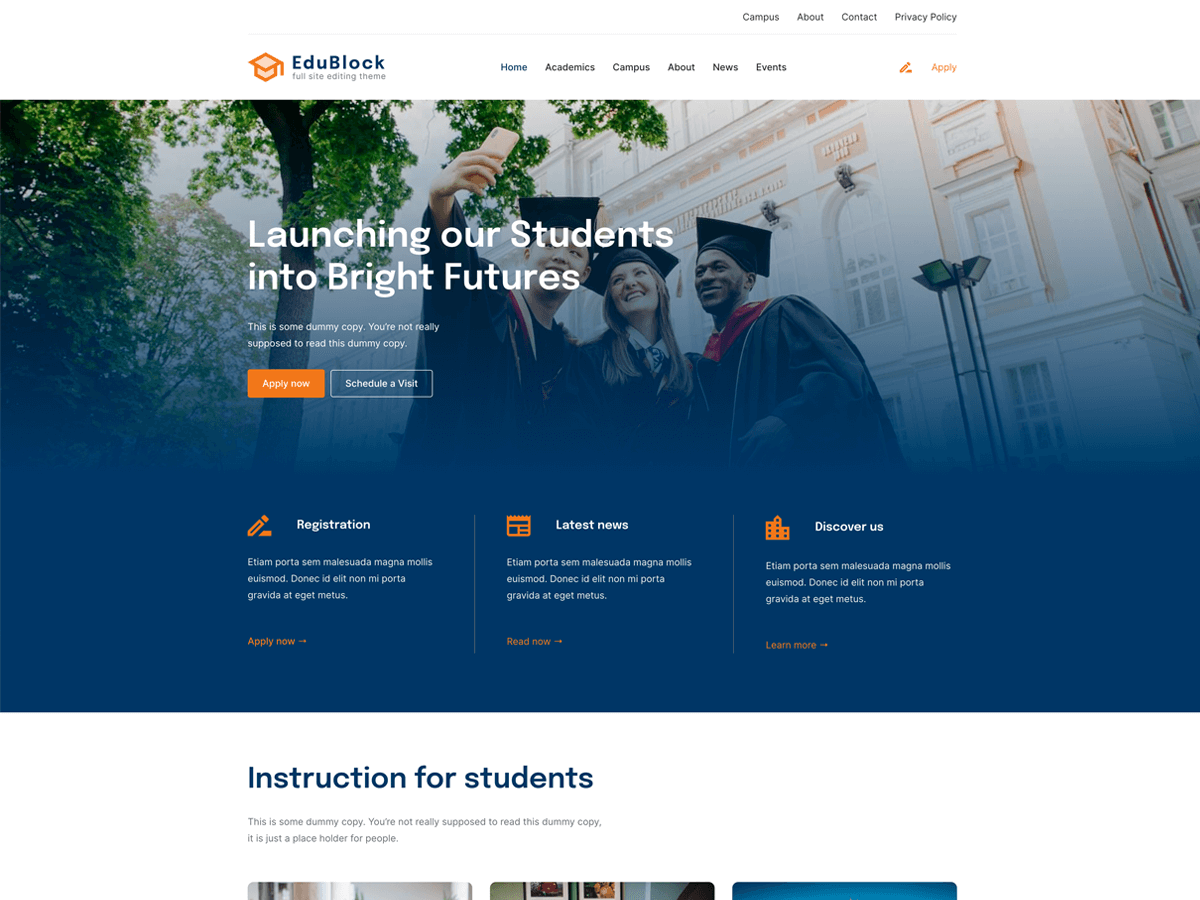 Campus About Contact Privacy Policy
EduBlock
full site editing theme
Home Academics Campus About News Events
Apply
Launching our Students
into Bright Futures
This is some dummy copy. You’re not really
supposed to read this dummy copy.
Apply now Schedule a Visit
Registration
Etiam porta sem malesuada magna mollis
euismod. Donec id elit non mi porta
gravida at eget metus.
Apply now →
Latest news
Etiam porta sem malesuada magna mollis
euismod. Donec id elit non mi porta
gravida at eget metus.
Read now →
Discover us
Etiam porta sem malesuada magna mollis
euismod. Donec id elit non mi porta
gravida at eget metus.
Learn more →
Instruction for students
This is some dummy copy. You’re not really supposed to read this dummy copy,
it is just a place holder for people.